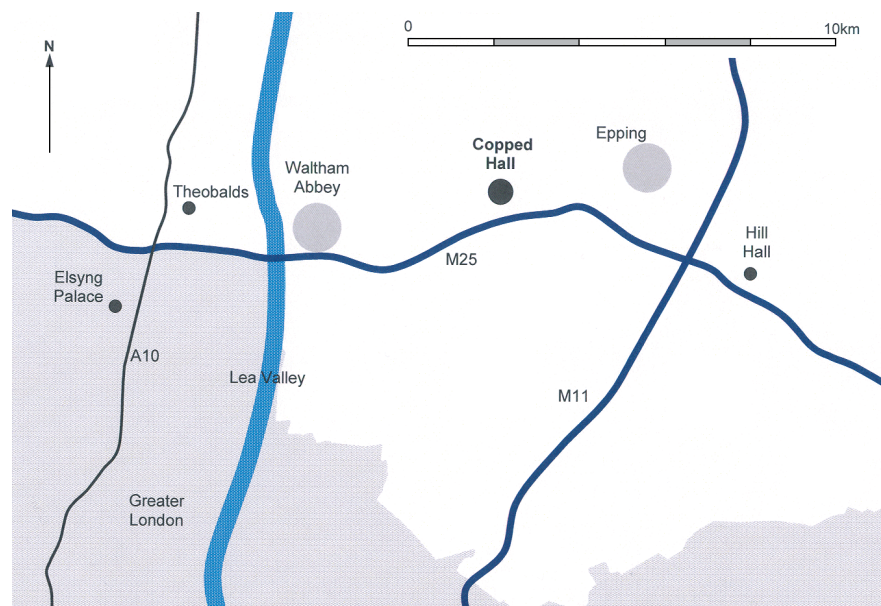 0
10km
N
Epping
Copped
Hall
Waltham
Abbey
Theobalds
Hill
Hall
M25
Elsyng
Palace
A10
Lea Valley
M11
Greater
London